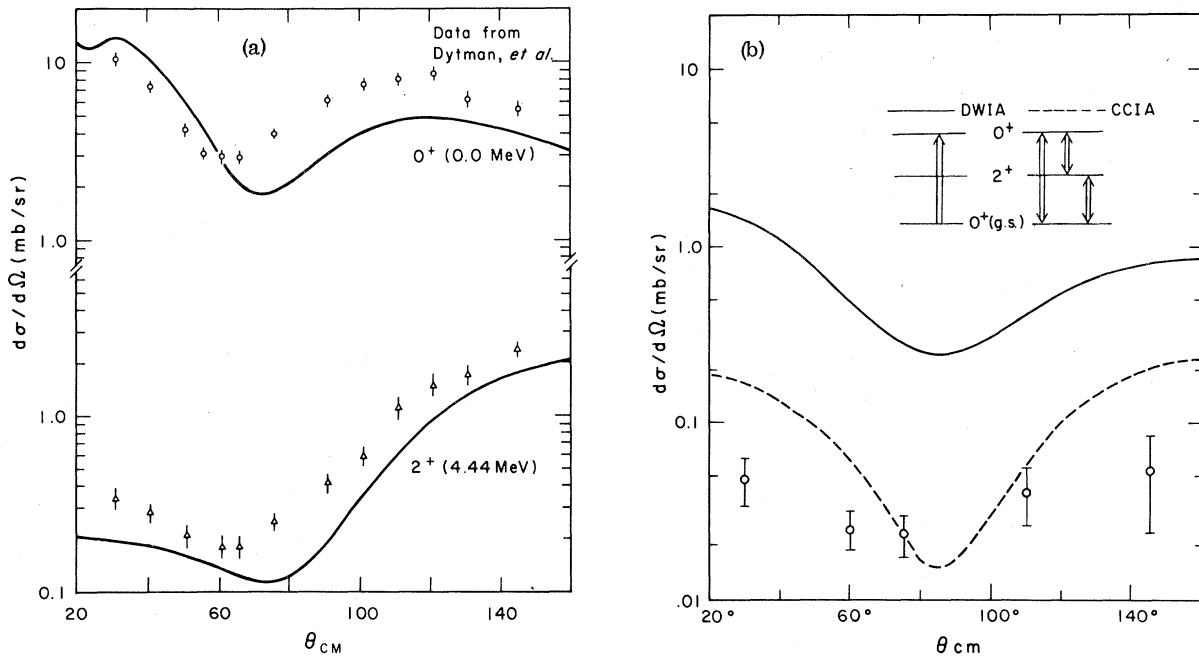 (a)
Data from
Dytman, et al.
10
1.0
1.0
0.1
0⁺ (0.0 MeV)
2⁺ (4.44 MeV)
dσ/dΩ (mb/sr)
20
60
100
140
θCM
(b)
10
1.0
0.1
.01
DWIA
CCIA
0⁺
2⁺
0⁺(g.s.)
dσ/dΩ (mb/sr)
20°
60°
100°
140°
θcm